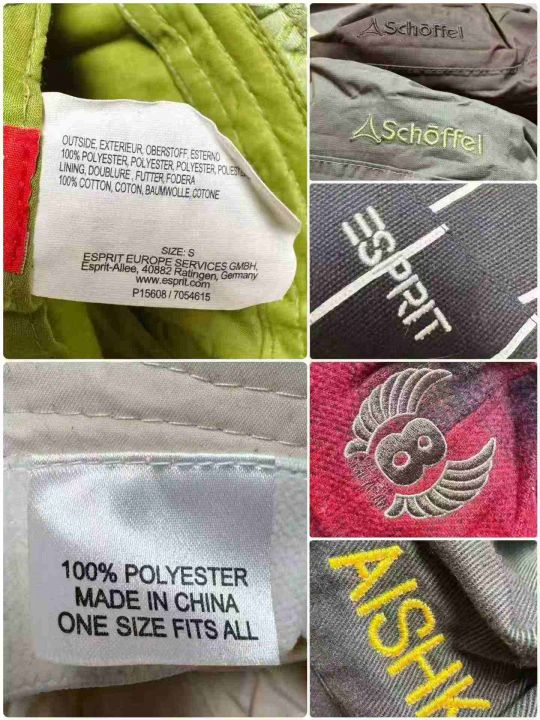 OUTSIDE, EXTERIEUR, OBERSTOFF, ESTERNO
100% POLYESTER, POLYESTER, POLYESTER,
LINING, DOUBLURE, FUTTER, FODERA
100% COTTON, COTON, BAUMWOLLE, COTONE
SIZE: S
ESPRIT EUROPE SERVICES GMBH,
Esprit-Allee, 40882 Ratingen, Germany
www.esprit.com
P15608 / 7054615
Schöffel
Schöffel
ESPRIT
8
100% POLYESTER
MADE IN CHINA
ONE SIZE FITS ALL
AISH